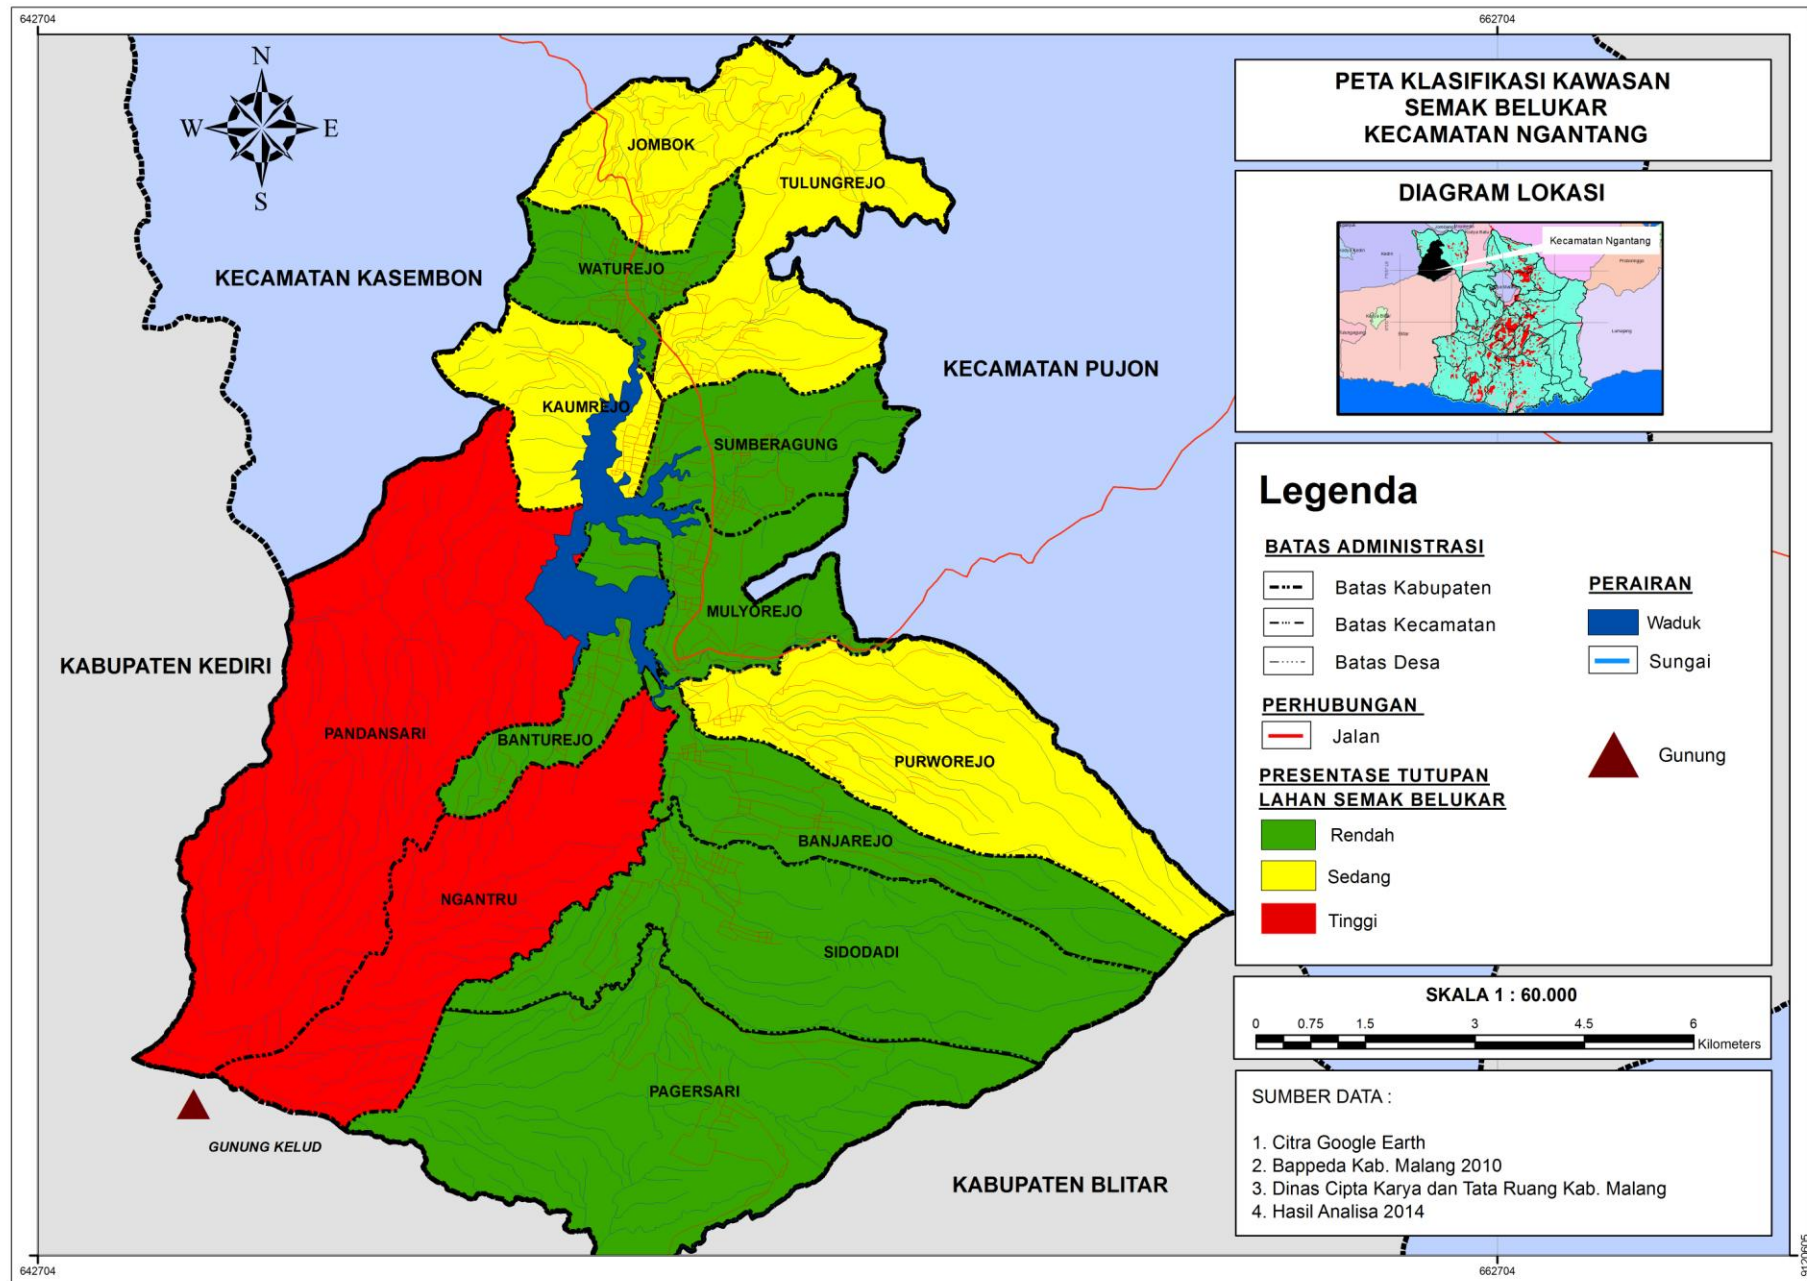 642704
662704
N
W
E
S
PETA KLASIFIKASI KAWASAN
SEMAK BELUKAR
KECAMATAN NGANTANG
DIAGRAM LOKASI
Kecamatan Ngantang
JOMBOK
TULUNGREJO
WATUREJO
KECAMATAN KASEMBON
KECAMATAN PUJON
KAUMREJO
SUMBERAGUNG
MULYOREJO
KABUPATEN KEDIRI
PANDANSARI
BANTUREJO
PURWOREJO
BANJAREJO
NGANTRU
SIDODADI
PAGERSARI
GUNUNG KELUD
KABUPATEN BLITAR
Legenda
BATAS ADMINISTRASI
Batas Kabupaten
Batas Kecamatan
Batas Desa
PERHUBUNGAN
Jalan
PRESENTASE TUTUPAN
LAHAN SEMAK BELUKAR
Rendah
Sedang
Tinggi
PERAIRAN
Waduk
Sungai
Gunung
SKALA 1 : 60.000
0 0.75 1.5 3 4.5 6
Kilometers
SUMBER DATA :
1. Citra Google Earth
2. Bappeda Kab. Malang 2010
3. Dinas Cipta Karya dan Tata Ruang Kab. Malang
4. Hasil Analisa 2014
642704
662704
9120605